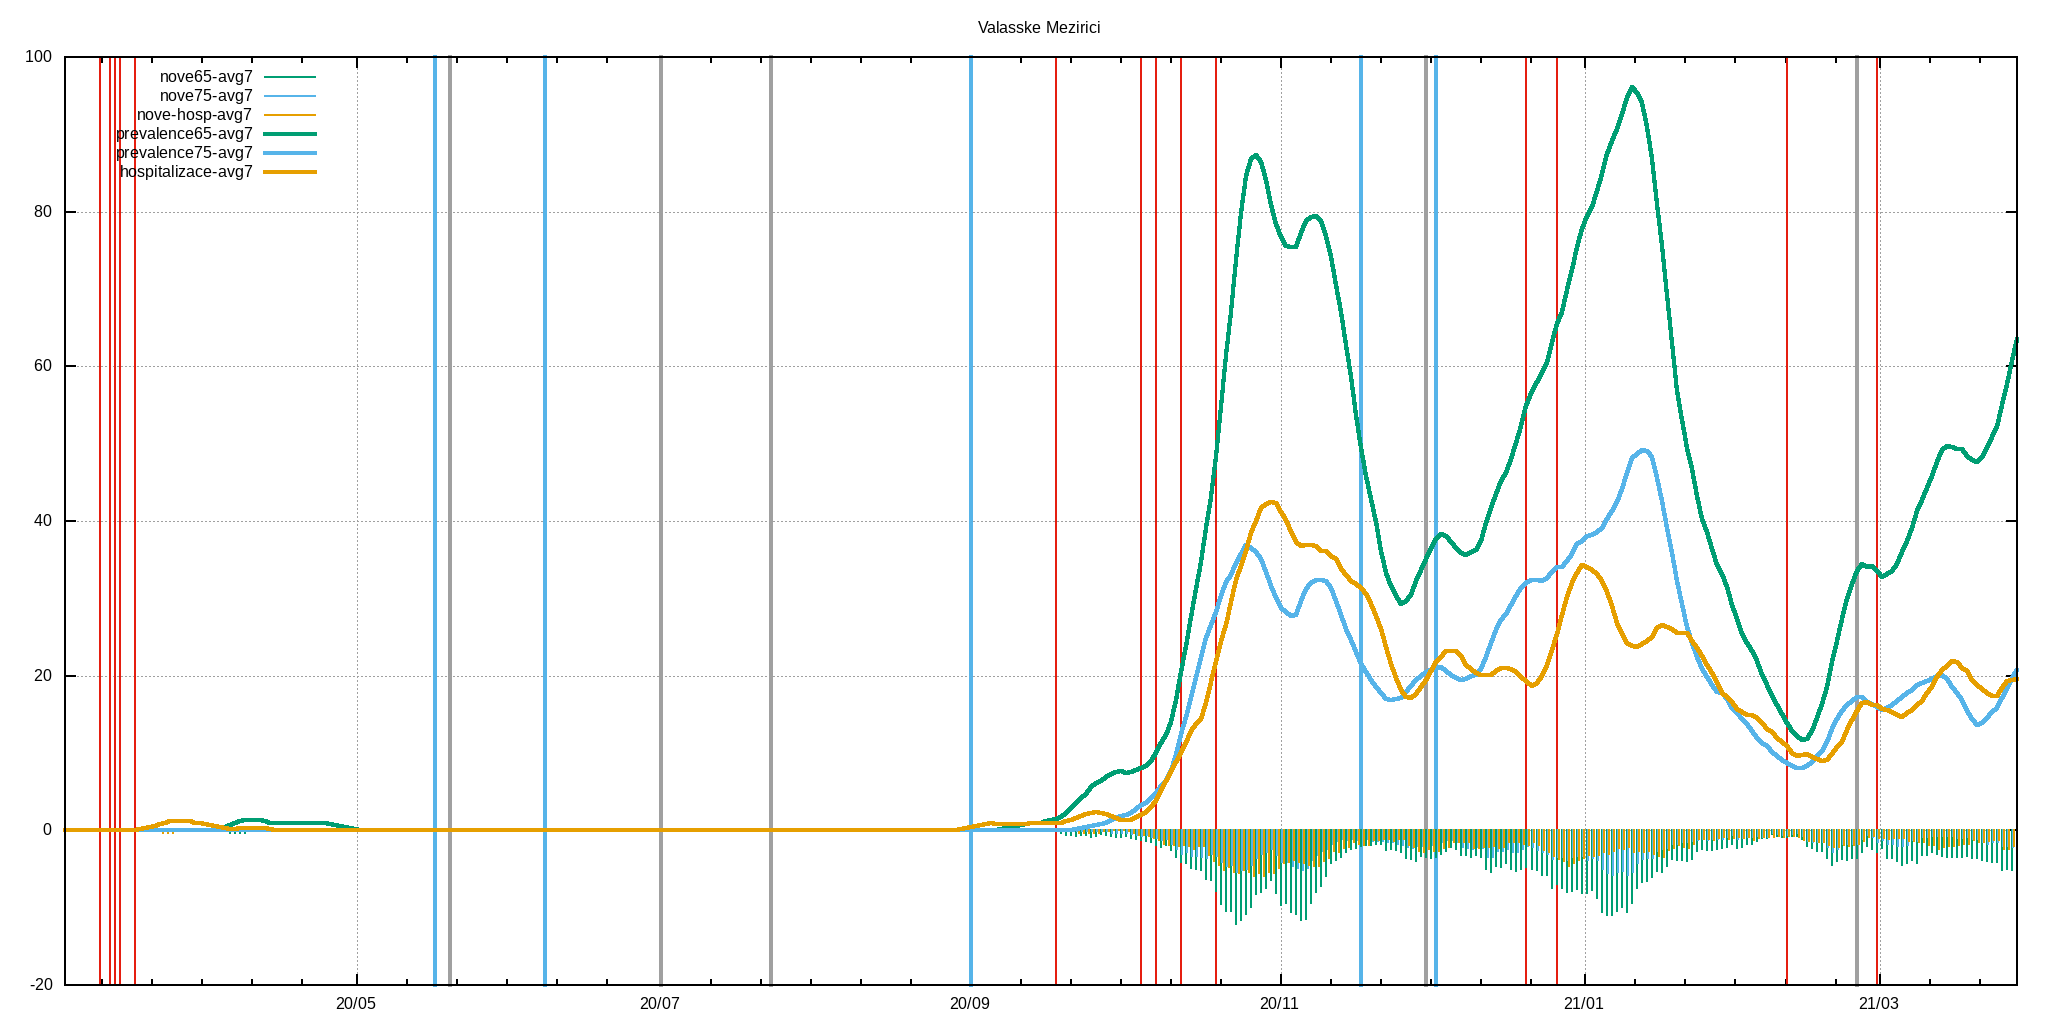 Valasske Mezirici
100
80
60
40
20
0
-20
nove65-avg7
nove75-avg7
nove-hosp-avg7
prevalence65-avg7
prevalence75-avg7
hospitalizace-avg7
20/05
20/07
20/09
20/11
21/01
21/03